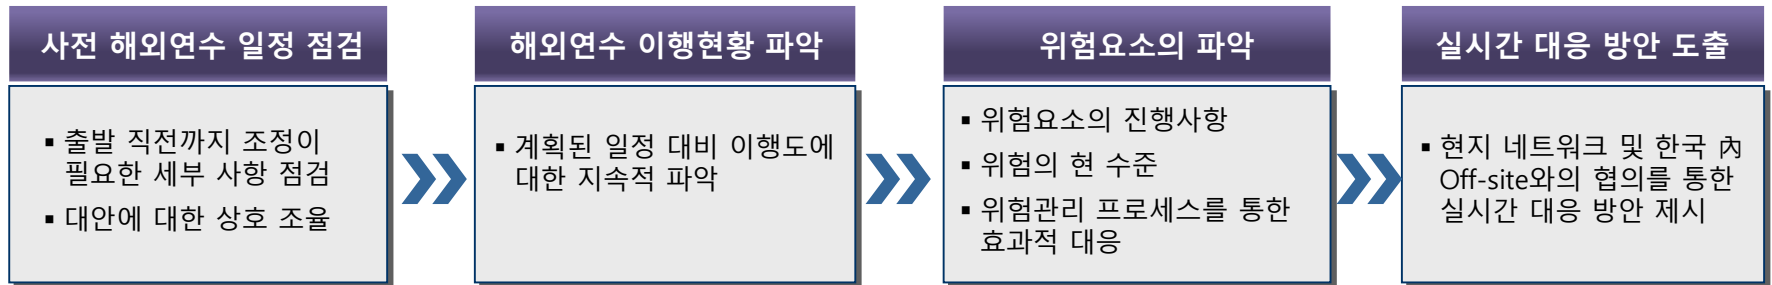 사전 해외연수 일정 점검
▪ 출발 직전까지 조정이
필요한 세부 사항 점검
▪ 대안에 대한 상호 조율
해외연수 이행현황 파악
▪ 계획된 일정 대비 이행도에
대한 지속적 파악
위험요소의 파악
▪ 위험요소의 진행사항
▪ 위험의 현 수준
▪ 위험관리 프로세스를 통한
효과적 대응
실시간 대응 방안 도출
▪ 현지 네트워크 및 한국 內
Off-site와의 협의를 통한
실시간 대응 방안 제시